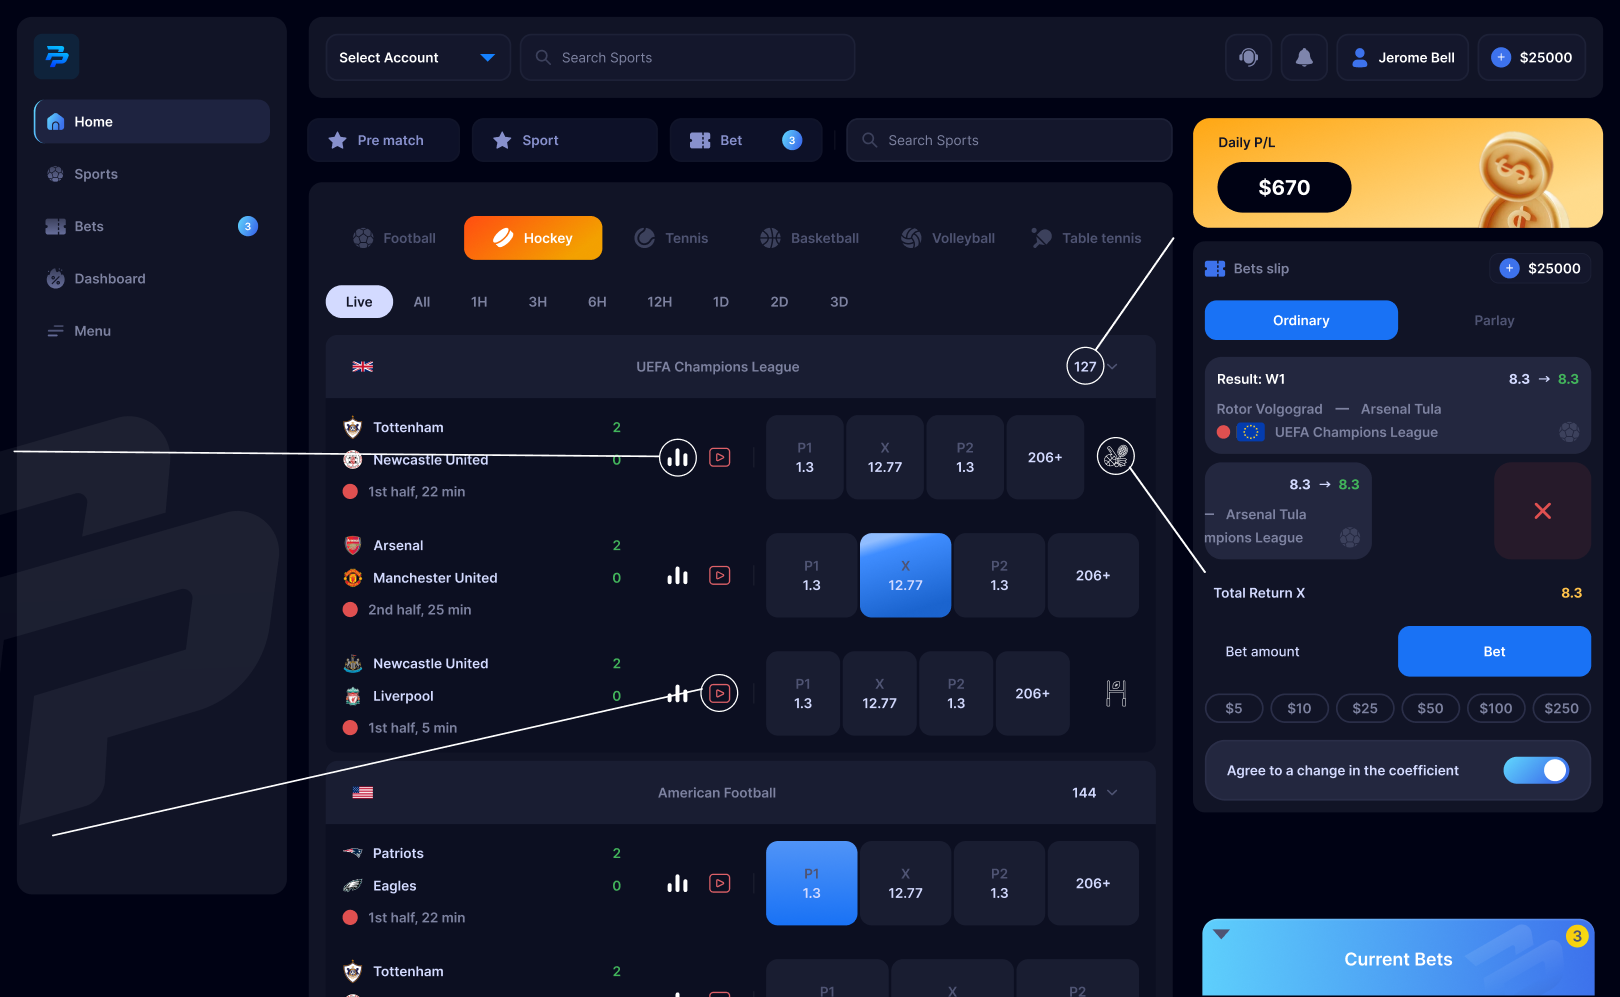 Select Account
Search Sports
Jerome Bell
+ $25000
Home
Sports
Bets 3
Dashboard
Menu
Pre match
Sport
Bet 3
Search Sports
Daily P/L
$670
Football
Hockey
Tennis
Basketball
Volleyball
Table tennis
Live All 1H 3H 6H 12H 1D 2D 3D
UEFA Champions League 127
Tottenham 2
Newcastle United 0
1st half, 22 min
P1 X P2
1.3 12.77 1.3 206+
Arsenal 2
Manchester United 0
2nd half, 25 min
P1 X P2
1.3 12.77 1.3 206+
Newcastle United 2
Liverpool 0
1st half, 5 min
P1 X P2
1.3 12.77 1.3 206+
American Football 144
Patriots 2
Eagles 0
1st half, 22 min
P1 X P2
1.3 12.77 1.3 206+
Tottenham 2
P1 X P2
Bets slip
+ $25000
Ordinary
Parlay
Result: W1 8.3 → 8.3
Rotor Volgograd — Arsenal Tula
UEFA Champions League
8.3 → 8.3
— Arsenal Tula
mpions League
Total Return X 8.3
Bet amount
Bet
$5 $10 $25 $50 $100 $250
Agree to a change in the coefficient
Current Bets
3